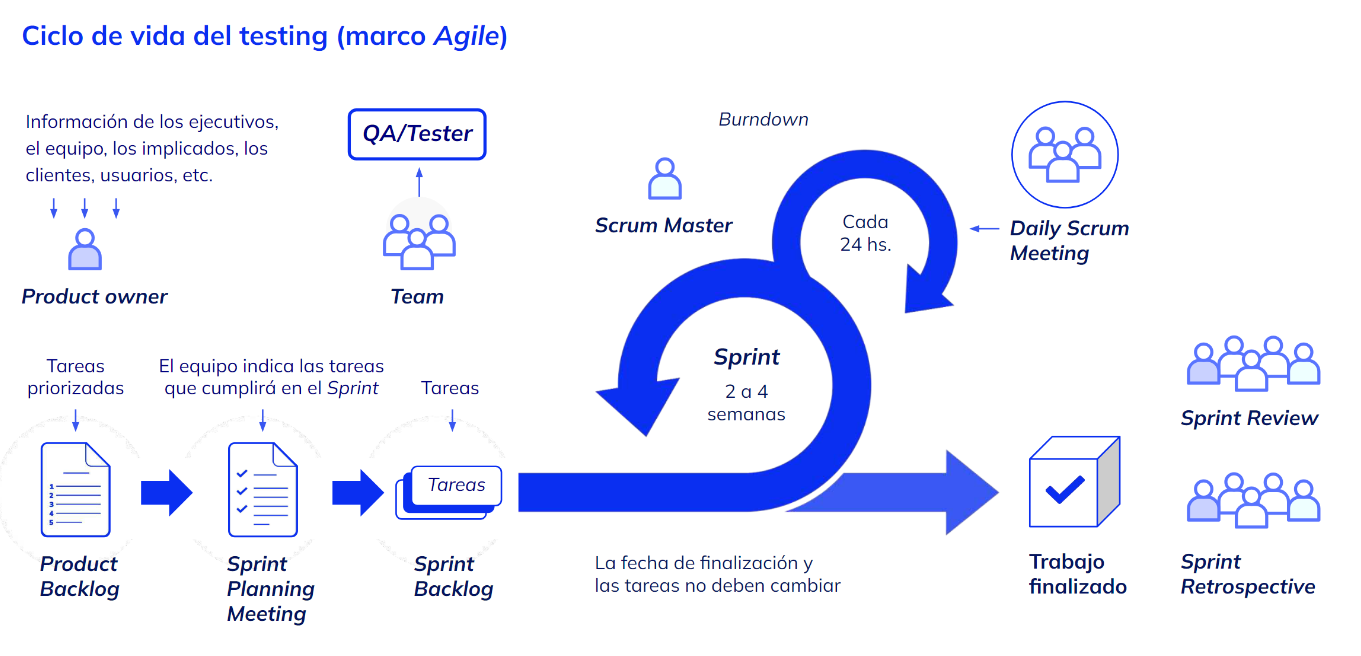 Ciclo de vida del testing (marco Agile)
Información de los ejecutivos,
el equipo, los implicados, los
clientes, usuarios, etc.
Product owner
QA/Tester
Team
Burndown
Scrum Master
Cada
24 hs.
Daily Scrum
Meeting
Sprint
2 a 4
semanas
Tareas
priorizadas
El equipo indica las tareas
que cumplirá en el Sprint
Tareas
1
2
3
4
5
Tareas
Product
Backlog
Sprint
Planning
Meeting
Sprint
Backlog
La fecha de finalización y
las tareas no deben cambiar
Trabajo
finalizado
Sprint Review
Sprint
Retrospective